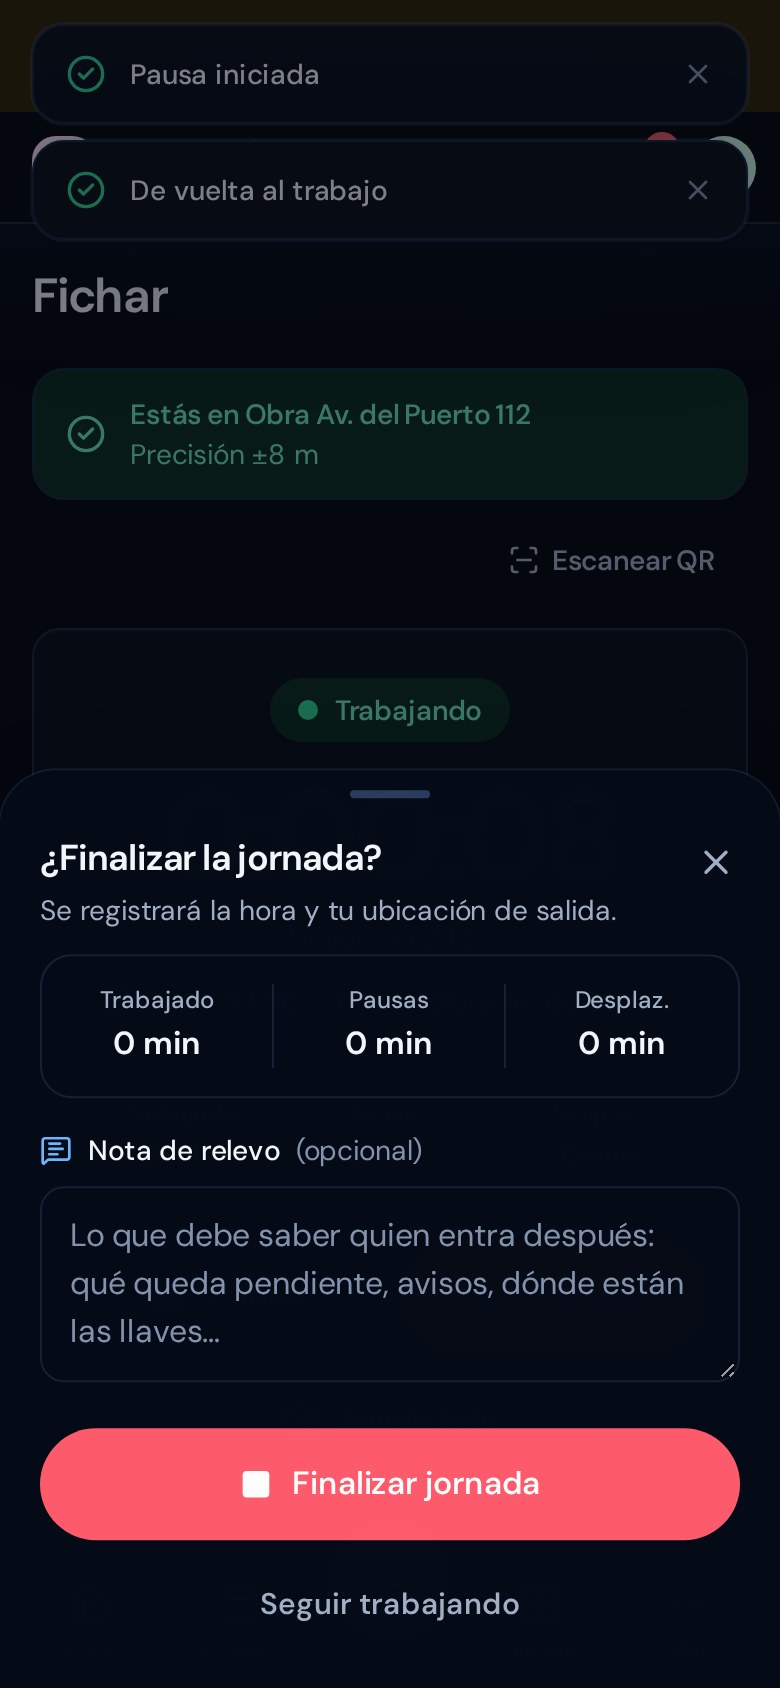 Pausa iniciada
De vuelta al trabajo
Fichar
Estás en Obra Av. del Puerto 112
Precisión ±8 m
Escanear QR
Trabajando
¿Finalizar la jornada?
Se registrará la hora y tu ubicación de salida.
Trabajado Pausas Desplaz.
0 min 0 min 0 min
Nota de relevo (opcional)
Lo que debe saber quien entra después:
qué queda pendiente, avisos, dónde están
las llaves...
Finalizar jornada
Seguir trabajando